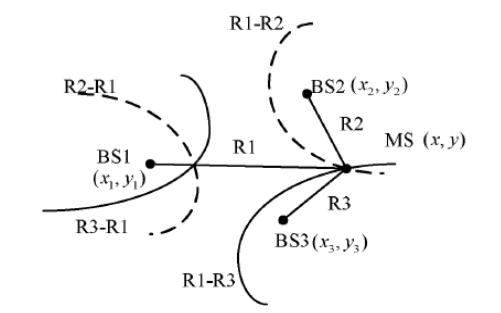 R1-R2
R2-R1
BS2 (x₂, y₂)
R2
R1
MS (x, y)
BS1
(x₁, y₁)
R3
R3-R1
BS3 (x₃, y₃)
R1-R3